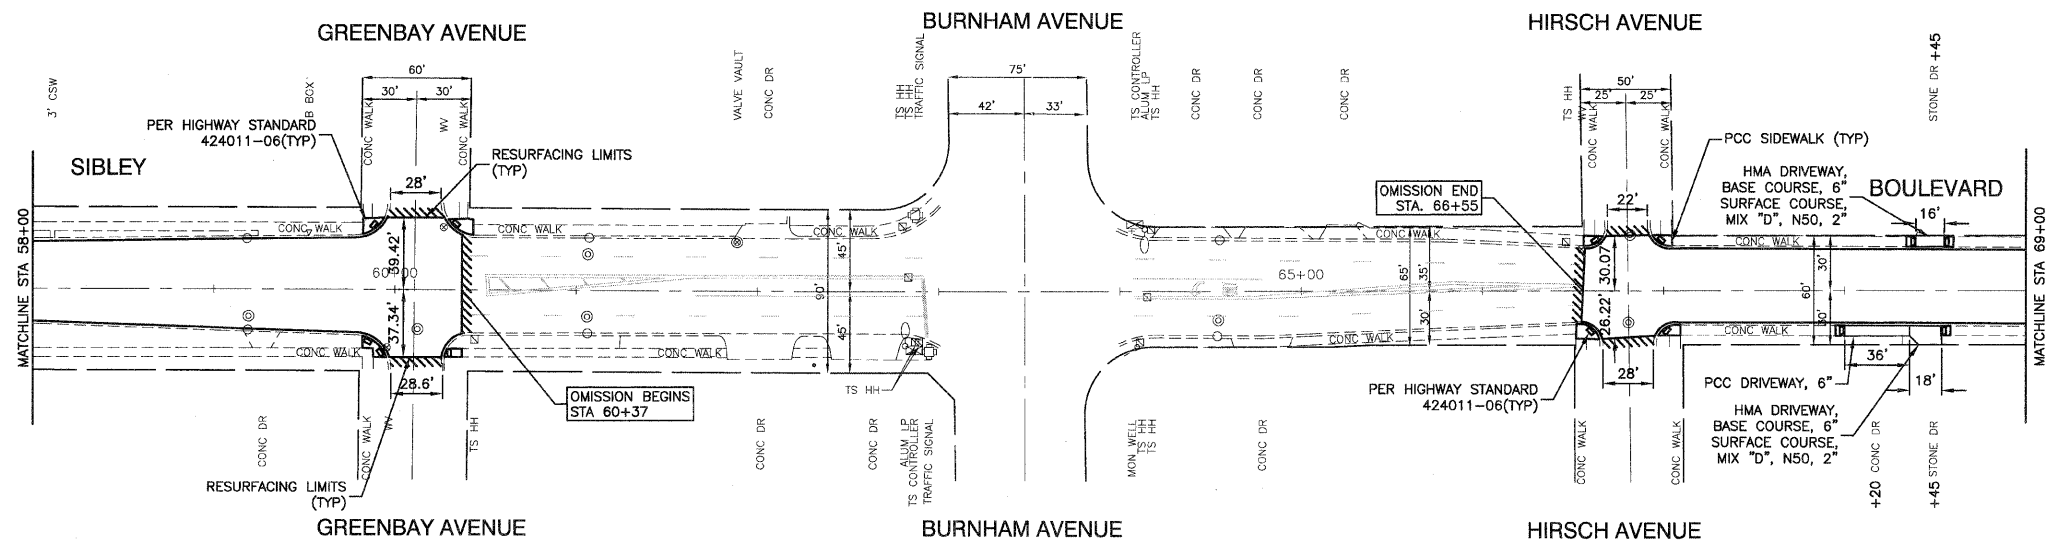 GREENBAY AVENUE
BURNHAM AVENUE
HIRSCH AVENUE
3' CSW
B BOX
60'
30'
30'
CONC WALK
WV
CONC WALK
PER HIGHWAY STANDARD
424011-06(TYP)
RESURFACING LIMITS
(TYP)
VALVE VAULT
CONC DR
TS HH
TS HH
TRAFFIC SIGNAL
75'
42'
33'
TS CONTROLLER
ALUM LP
TS HH
CONC DR
CONC DR
CONC DR
TS HH
WV
CONC WALK
50'
25'
25'
CONC WALK
PCC SIDEWALK (TYP)
STONE DR +45
HMA DRIVEWAY,
BASE COURSE, 6"
SURFACE COURSE,
MIX "D", N50, 2"
SIBLEY
BOULEVARD
28'
OMISSION END
STA. 66+55
22'
16'
MATCHLINE STA 58+00
CONC WALK
CONC WALK
CONC WALK
CONC WALK
CONC WALK
39.42'
60+00
37.34'
45'
90'
45'
65+00
65'
35'
30'
30.07'
26.22'
30'
60'
30'
MATCHLINE STA 69+00
CONC WALK
CONC WALK
CONC WALK
CONC WALK
28.6'
OMISSION BEGINS
STA 60+37
TS HH
PER HIGHWAY STANDARD
424011-06(TYP)
28'
PCC DRIVEWAY, 6"
36'
18'
HMA DRIVEWAY,
BASE COURSE, 6"
SURFACE COURSE,
MIX "D", N50, 2"
CONC DR
CONC WALK
WV
TS HH
CONC DR
CONC DR
ALUM LP
TS CONTROLLER
TRAFFIC SIGNAL
MON WELL
TS HH
TS HH
CONC DR
CONC WALK
CONC WALK
+20 CONC DR
+45 STONE DR
RESURFACING LIMITS
(TYP)
GREENBAY AVENUE
BURNHAM AVENUE
HIRSCH AVENUE